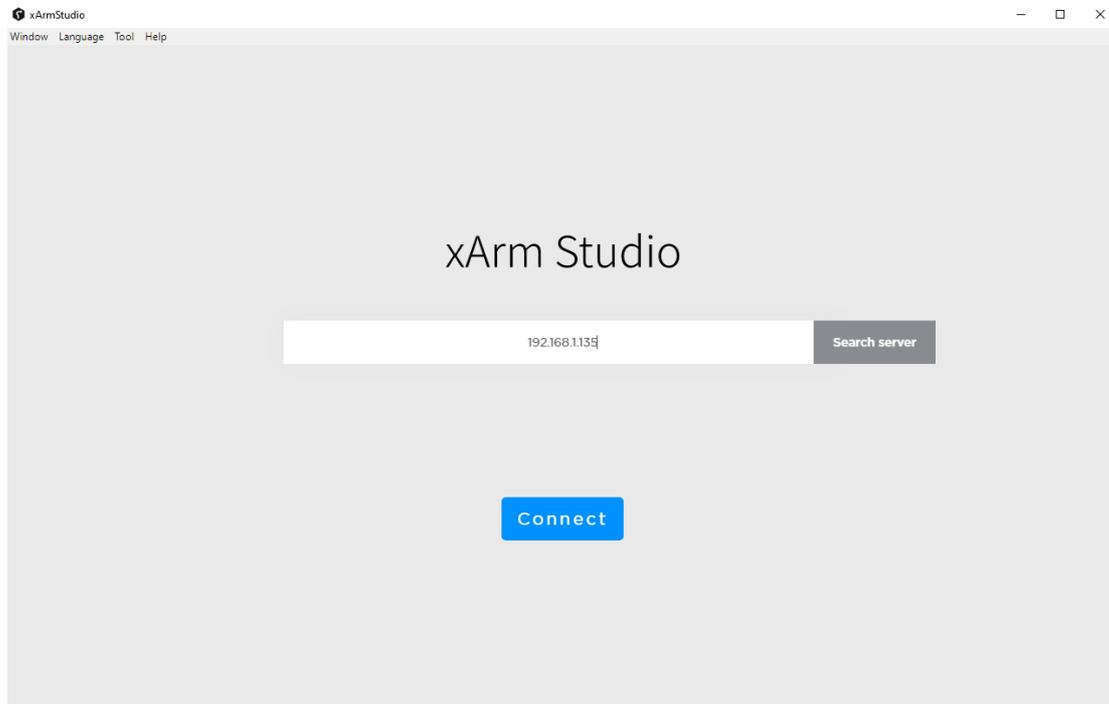 xArmStudio
Window Language Tool Help
xArm Studio
192.168.1.135
Search server
Connect